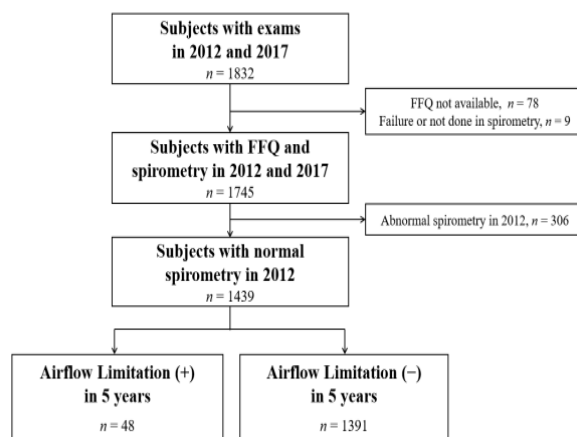 Subjects with exams
in 2012 and 2017
n = 1832
FFQ not available, n = 78
Failure or not done in spirometry, n = 9
Subjects with FFQ and
spirometry in 2012 and 2017
n = 1745
Abnormal spirometry in 2012, n = 306
Subjects with normal
spirometry in 2012
n = 1439
Airflow Limitation (+)
in 5 years
n = 48
Airflow Limitation (−)
in 5 years
n = 1391